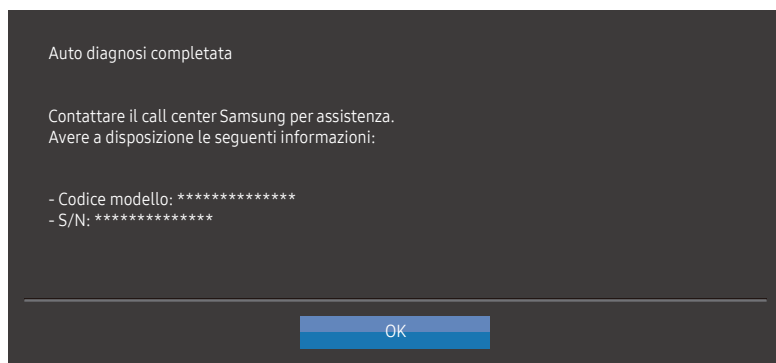 Auto diagnosi completata
Contattare il call center Samsung per assistenza.
Avere a disposizione le seguenti informazioni:
- Codice modello: **************
- S/N: **************
OK